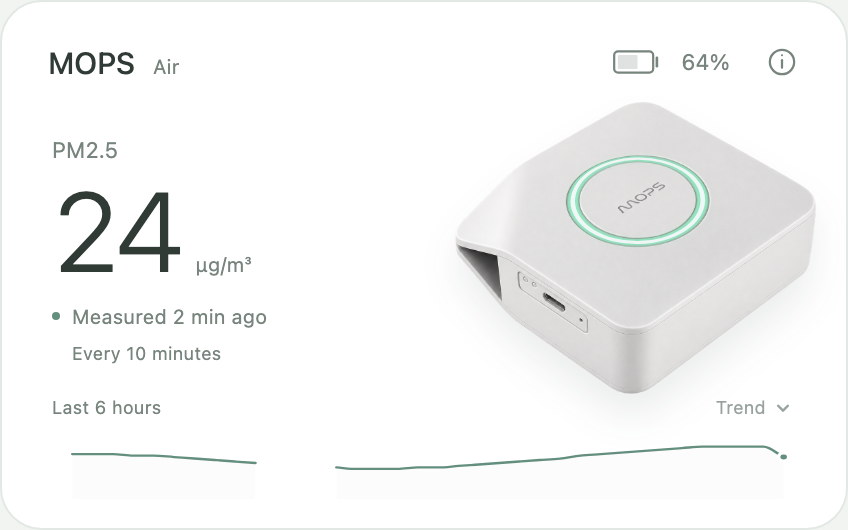 MOPS Air
64%
PM2.5
24 µg/m³
MOPS
Measured 2 min ago
Every 10 minutes
Last 6 hours
Trend